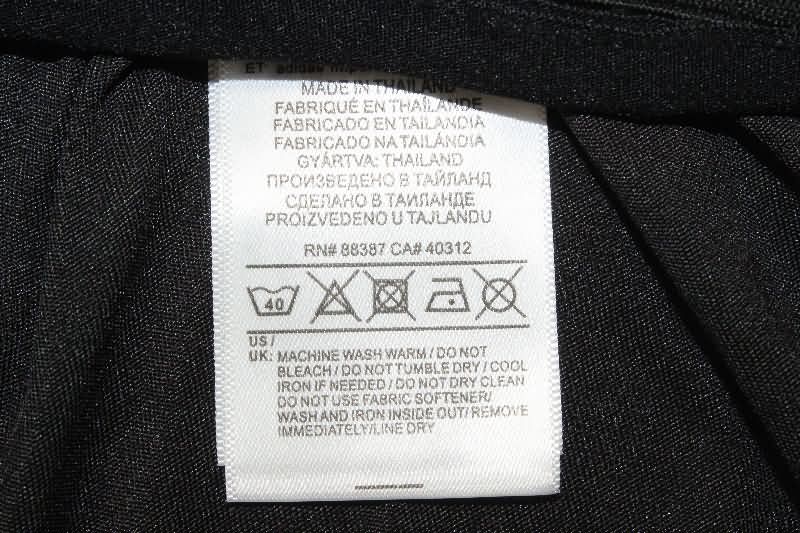 ET adidas
MADE IN THAILAND
FABRIQUÉ EN THAÏLANDE
FABRICADO EN TAILANDIA
FABRICADO NA TAILÂNDIA
GYÁRTVA: THAILAND
ПРОИЗВЕДЕНО В ТАЙЛАНД
СДЕЛАНО В ТАИЛАНДЕ
PROIZVEDENO U TAJLANDU
RN# 88387 CA# 40312
40
US /
UK: MACHINE WASH WARM / DO NOT
BLEACH / DO NOT TUMBLE DRY / COOL
IRON IF NEEDED / DO NOT DRY CLEAN
DO NOT USE FABRIC SOFTENER/
WASH AND IRON INSIDE OUT/ REMOVE
IMMEDIATELY/LINE DRY